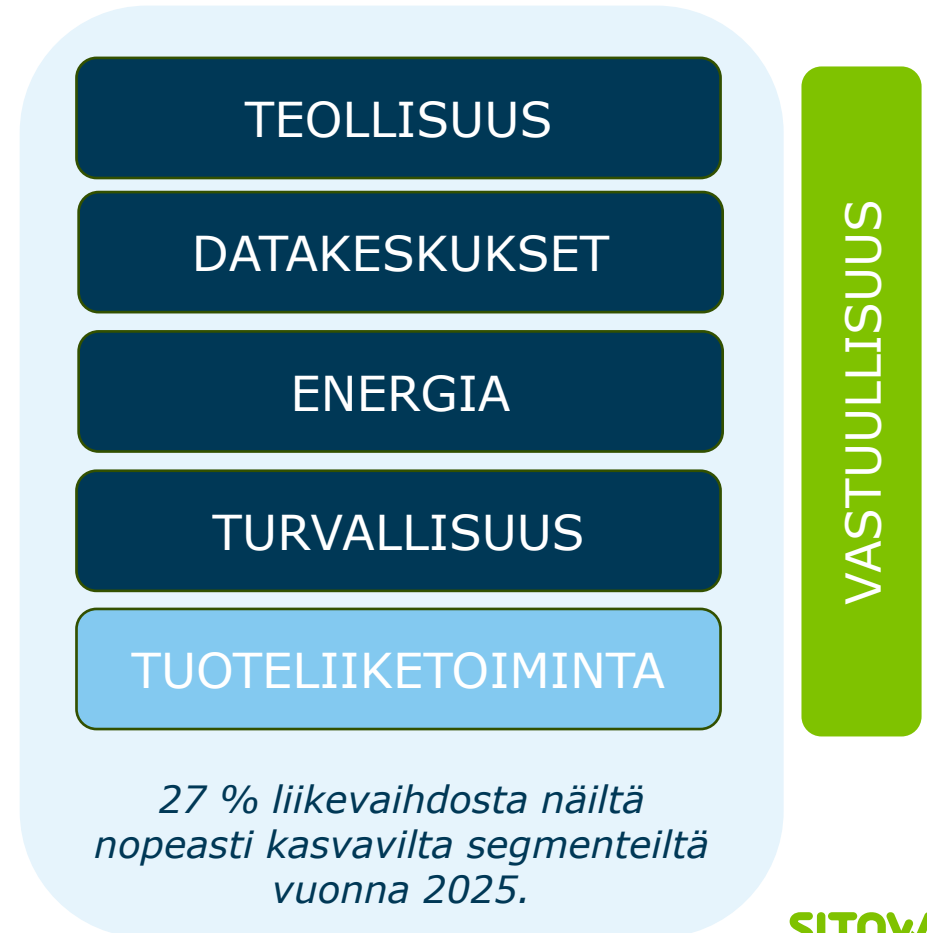 TEOLLISUUS
DATAKESKUKSET
ENERGIA
TURVALLISUUS
TUOTELIIKETOIMINTA
27 % liikevaihdosta näiltä
nopeasti kasvavilta segmenteiltä
vuonna 2025.
VASTUULLISUUS